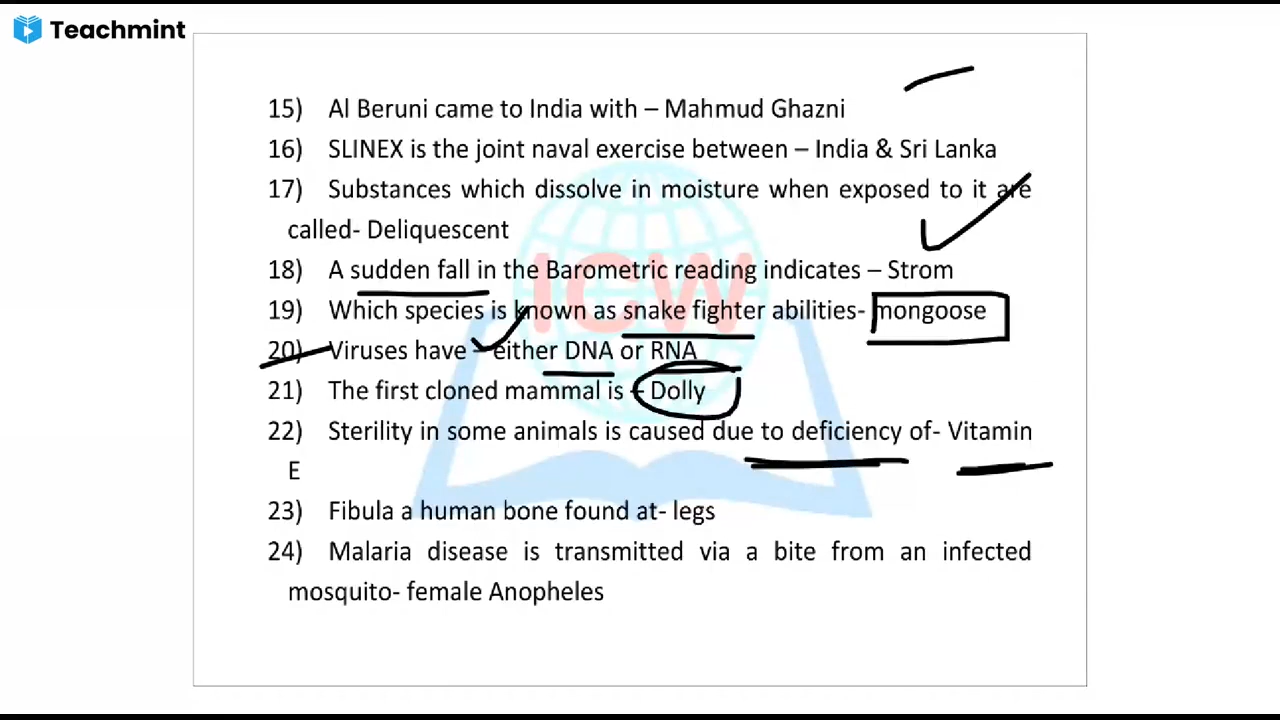 Teachmint
15) Al Beruni came to India with – Mahmud Ghazni
16) SLINEX is the joint naval exercise between – India & Sri Lanka
17) Substances which dissolve in moisture when exposed to it are
called- Deliquescent
18) A sudden fall in the Barometric reading indicates – Strom
19) Which species is known as snake fighter abilities- mongoose
20) Viruses have – either DNA or RNA
21) The first cloned mammal is – Dolly
22) Sterility in some animals is caused due to deficiency of- Vitamin
E
23) Fibula a human bone found at- legs
24) Malaria disease is transmitted via a bite from an infected
mosquito- female Anopheles
ICW